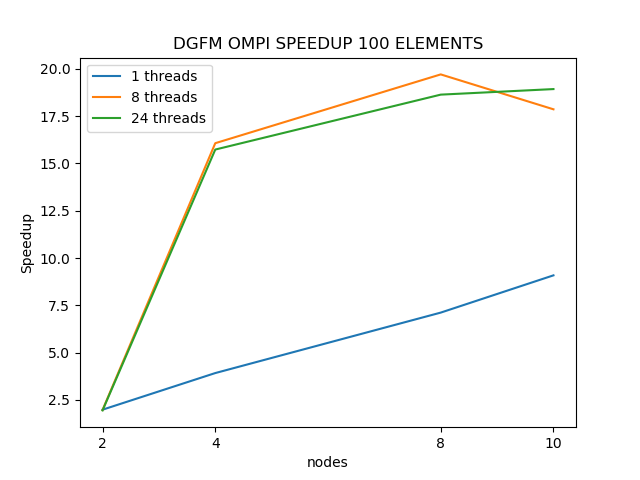 DGFM OMPI SPEEDUP 100 ELEMENTS
1 threads
8 threads
24 threads
20.0
17.5
15.0
12.5
10.0
7.5
5.0
2.5
Speedup
2 4 8 10
nodes